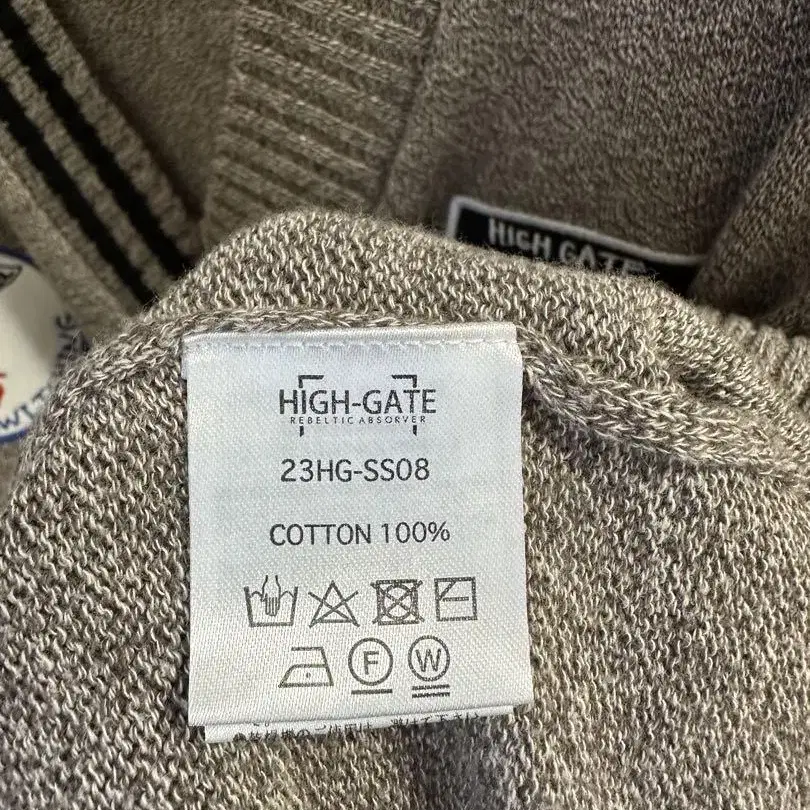 HIGH GATE
HIGH-GATE
REBELTIC ABSORVER
23HG-SS08
COTTON 100%
F
W